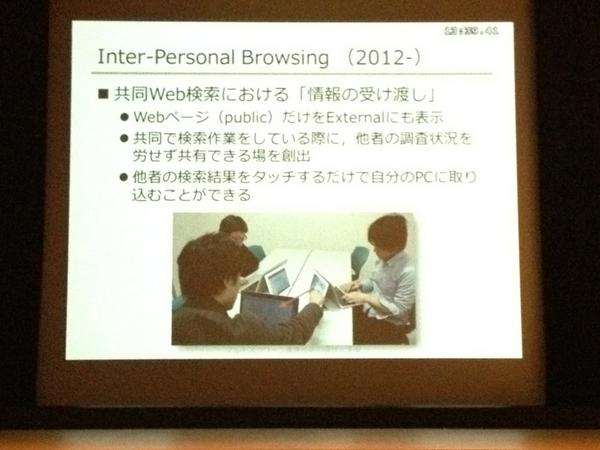 13:39.41
Inter-Personal Browsing （2012-）
■ 共同Web検索における「情報の受け渡し」
● Webページ（public）だけをExternalにも表示
● 共同で検索作業をしている際に，他者の調査状況を
労せず共有できる場を創出
● 他者の検索結果をタッチするだけで自分のPCに取り
込むことができる